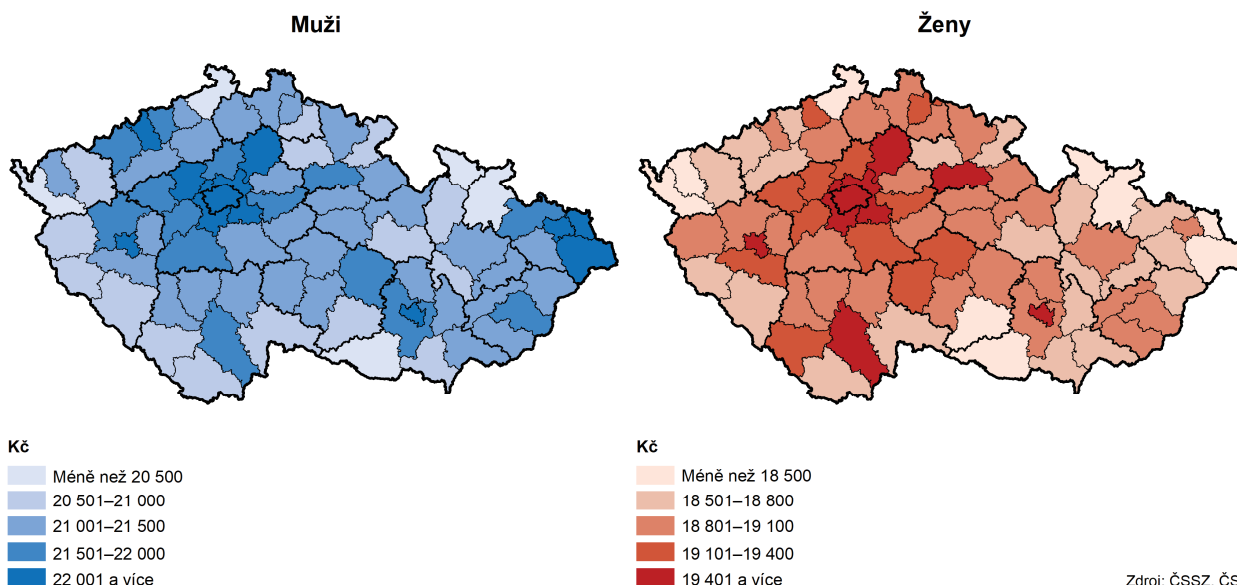 Muži
Ženy
Kč
Méně než 20 500
20 501–21 000
21 001–21 500
21 501–22 000
22 001 a více
Kč
Méně než 18 500
18 501–18 800
18 801–19 100
19 101–19 400
19 401 a více
Zdroj: ČSSZ, ČS